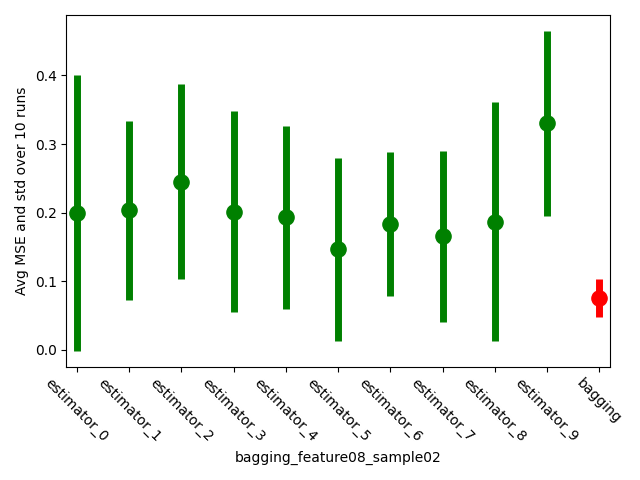 Avg MSE and std over 10 runs
0.4
0.3
0.2
0.1
0.0
estimator_0
estimator_1
estimator_2
estimator_3
estimator_4
estimator_5
estimator_6
estimator_7
estimator_8
estimator_9
bagging
bagging_feature08_sample02